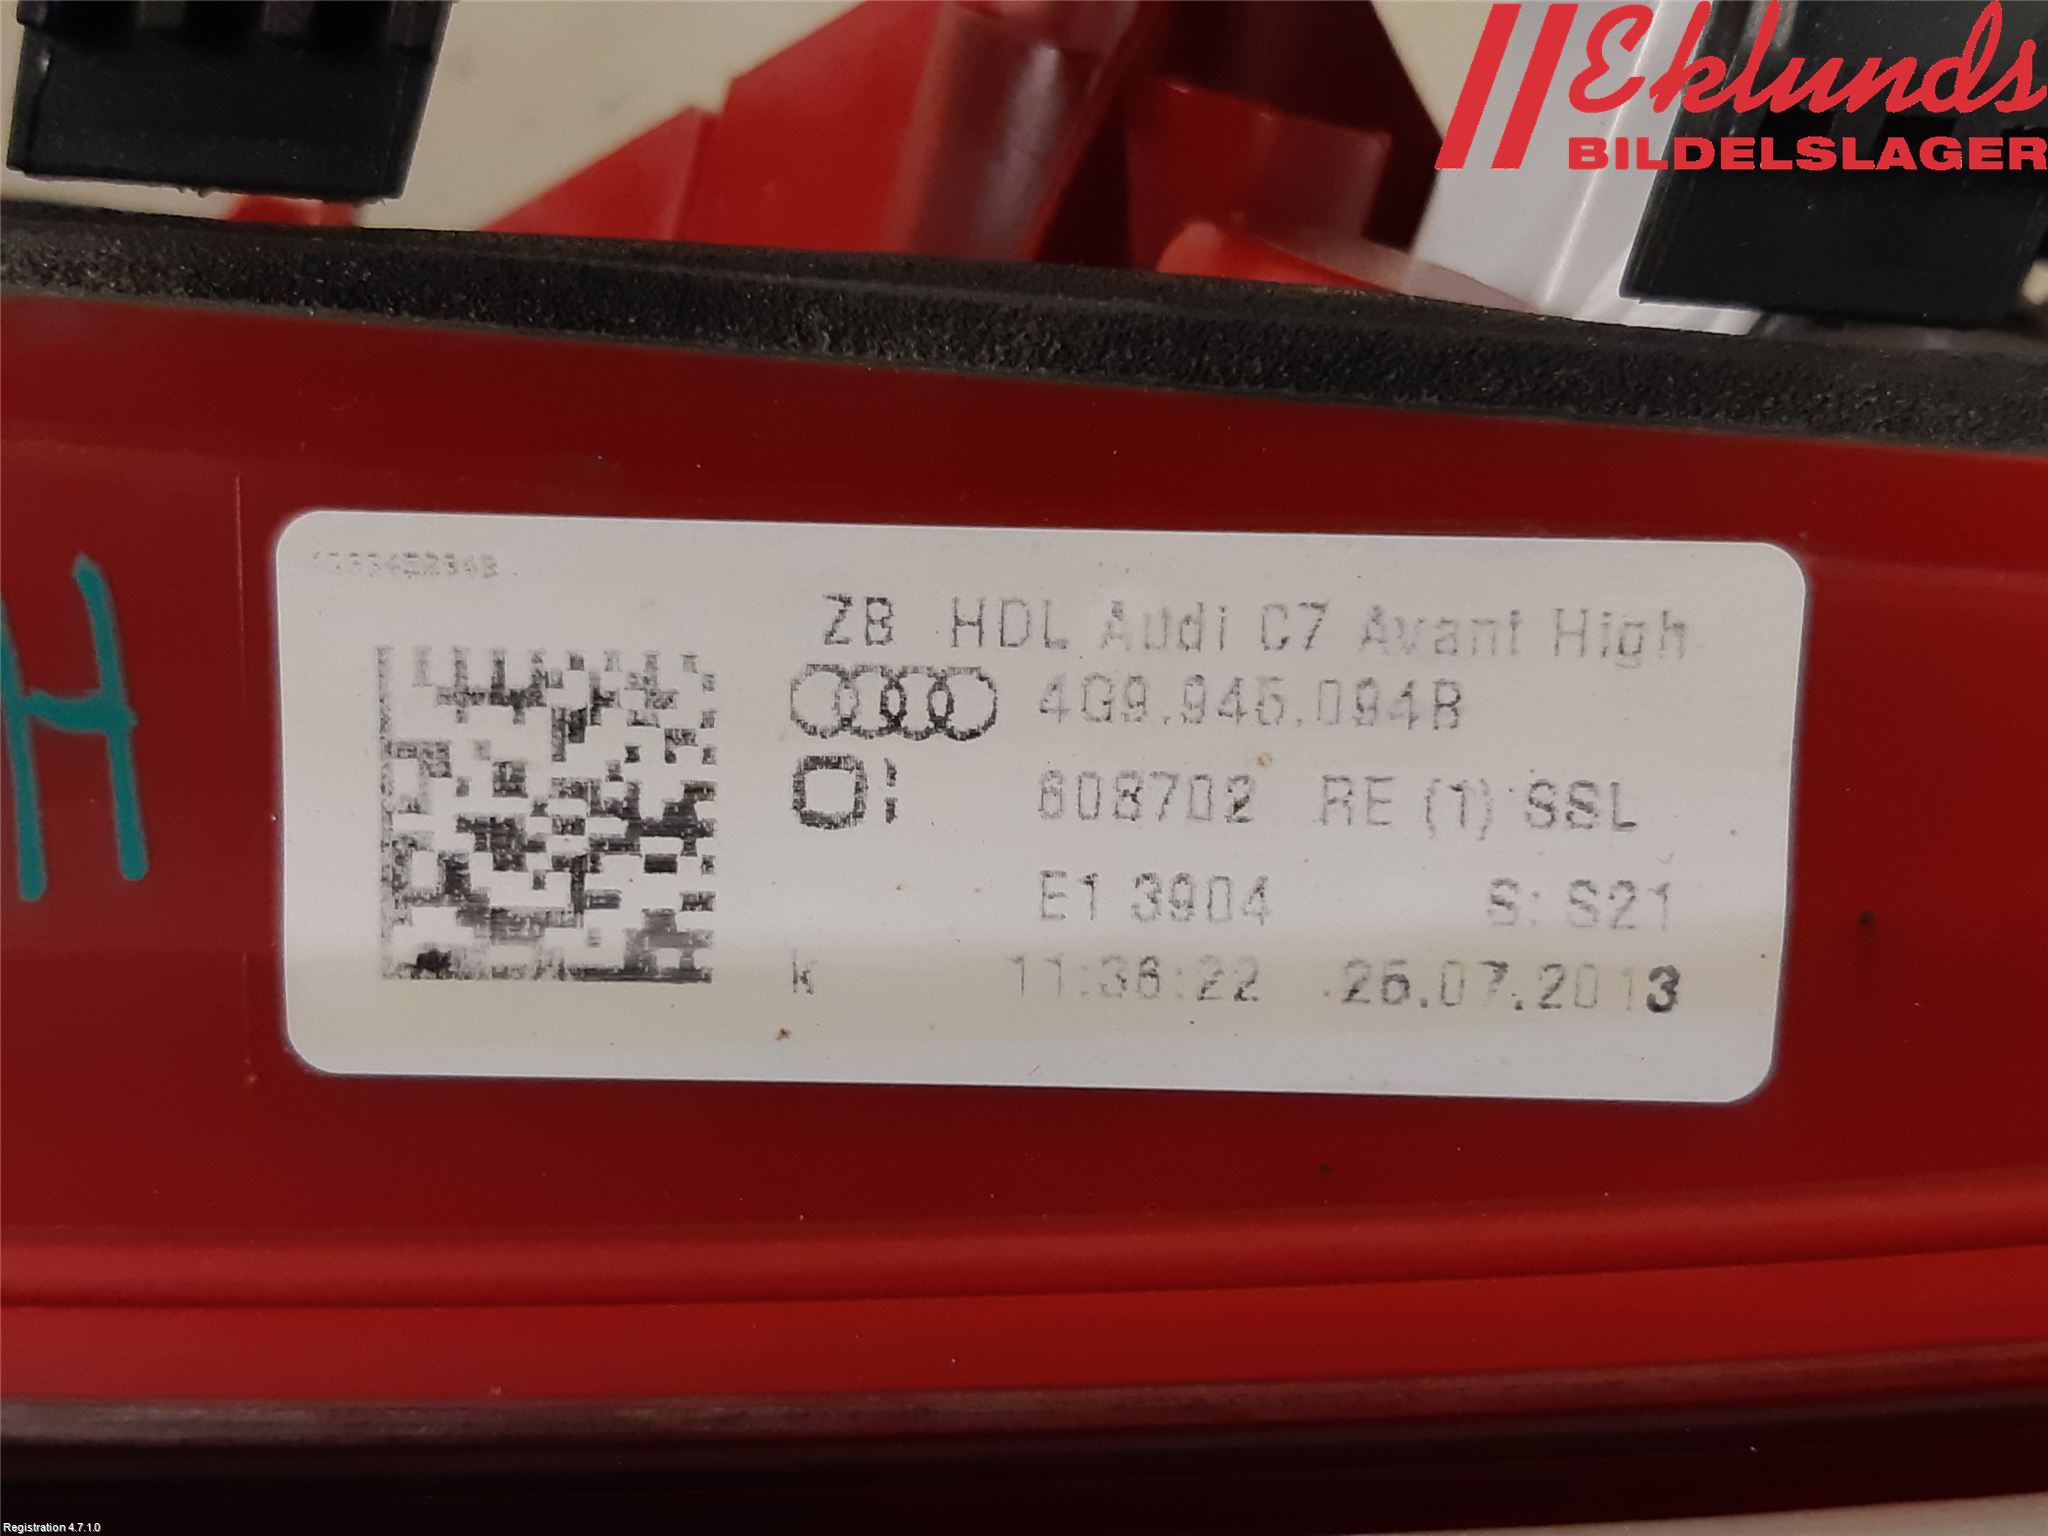 Eklunds
BILDELSLAGER
H
ZB HDL Audi C7 Avant High
4G9.945.094B
608702 RE (1) SSL
E1 3904 S: S21
k 11:36:22 25.07.2013
Registration 4.7.1.0